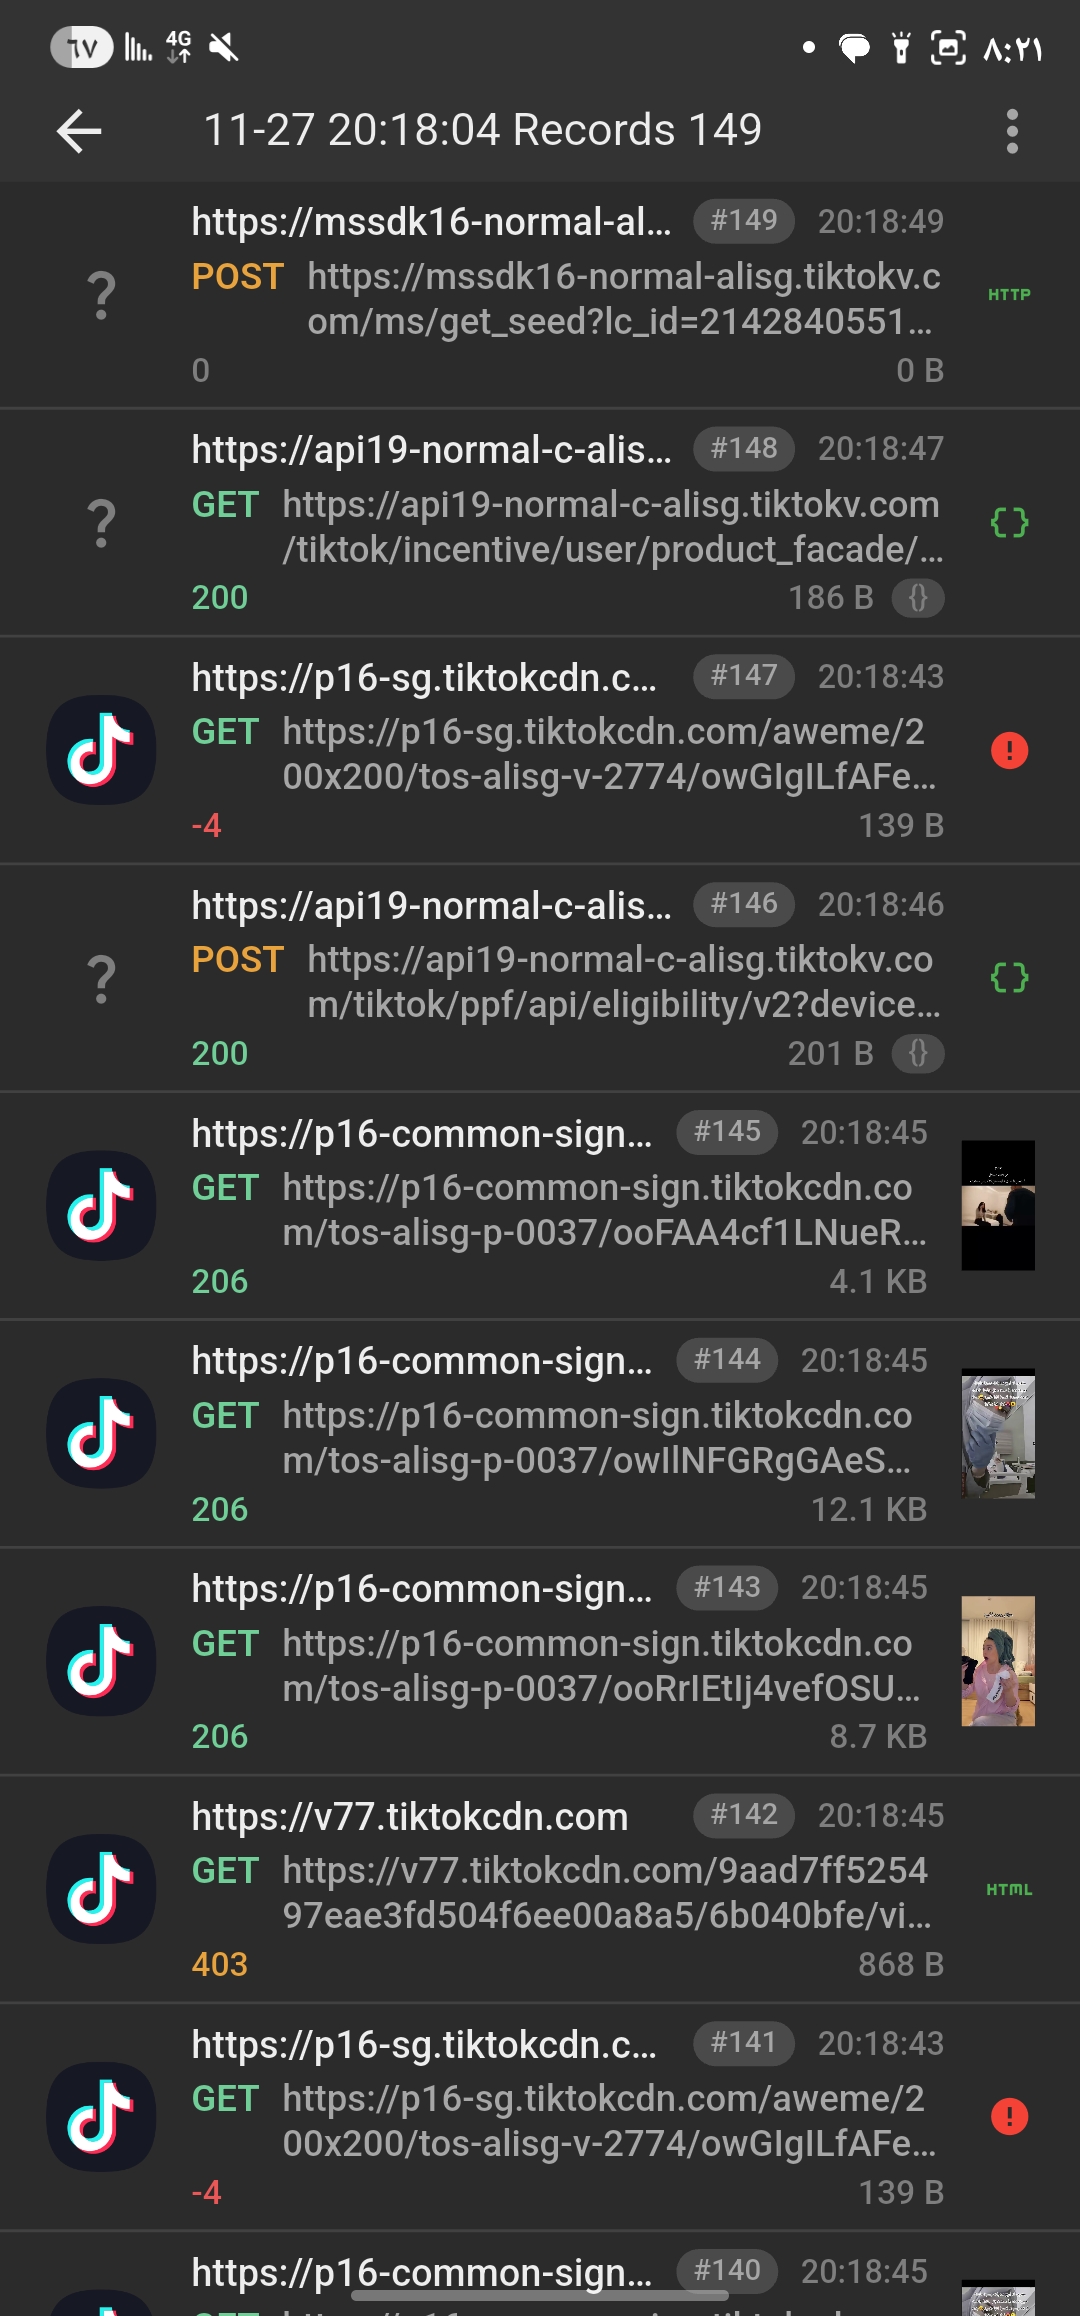 ٦٧ 4G ٨:٢١
11-27 20:18:04 Records 149
https://mssdk16-normal-al... #149 20:18:49
POST https://mssdk16-normal-alisg.tiktokv.c
om/ms/get_seed?lc_id=2142840551...
0 0 B
HTTP
https://api19-normal-c-alis... #148 20:18:47
GET https://api19-normal-c-alisg.tiktokv.com
/tiktok/incentive/user/product_facade/...
{}
200 186 B {}
https://p16-sg.tiktokcdn.c... #147 20:18:43
GET https://p16-sg.tiktokcdn.com/aweme/2
00x200/tos-alisg-v-2774/owGIgILfAFe...
-4 139 B
https://api19-normal-c-alis... #146 20:18:46
POST https://api19-normal-c-alisg.tiktokv.co
m/tiktok/ppf/api/eligibility/v2?device...
{}
200 201 B {}
https://p16-common-sign... #145 20:18:45
GET https://p16-common-sign.tiktokcdn.co
m/tos-alisg-p-0037/ooFAA4cf1LNueR...
206 4.1 KB
https://p16-common-sign... #144 20:18:45
GET https://p16-common-sign.tiktokcdn.co
m/tos-alisg-p-0037/owIlNFGRgGAeS...
206 12.1 KB
https://p16-common-sign... #143 20:18:45
GET https://p16-common-sign.tiktokcdn.co
m/tos-alisg-p-0037/ooRrIEtIj4vefOSU...
206 8.7 KB
https://v77.tiktokcdn.com #142 20:18:45
GET https://v77.tiktokcdn.com/9aad7ff5254
97eae3fd504f6ee00a8a5/6b040bfe/vi...
HTML
403 868 B
https://p16-sg.tiktokcdn.c... #141 20:18:43
GET https://p16-sg.tiktokcdn.com/aweme/2
00x200/tos-alisg-v-2774/owGIgILfAFe...
-4 139 B
https://p16-common-sign... #140 20:18:45